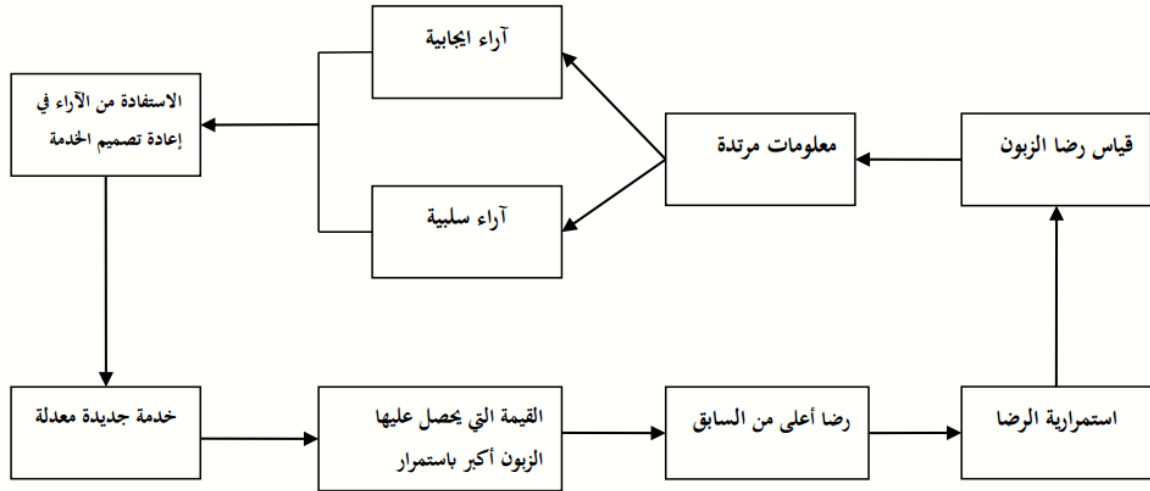 قياس رضا الزبون
معلومات مرتدة
آراء ايجابية
آراء سلبية
الاستفادة من الآراء في
إعادة تصميم الخدمة
خدمة جديدة معدلة
القيمة التي يحصل عليها
الزبون أكبر باستمرار
رضا أعلى من السابق
استمرارية الرضا